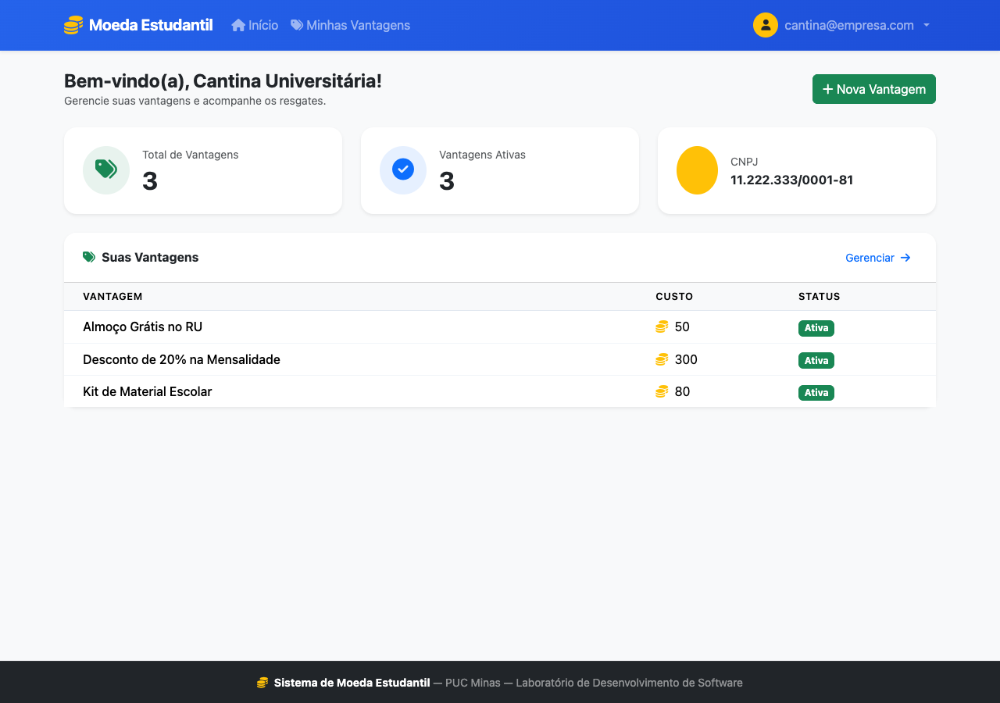 Moeda Estudantil Início Minhas Vantagens cantina@empresa.com
Bem-vindo(a), Cantina Universitária!
Gerencie suas vantagens e acompanhe os resgates.
+ Nova Vantagem
Total de Vantagens
3
Vantagens Ativas
3
CNPJ
11.222.333/0001-81
Suas Vantagens
Gerenciar →
VANTAGEM CUSTO STATUS
Almoço Grátis no RU 50 Ativa
Desconto de 20% na Mensalidade 300 Ativa
Kit de Material Escolar 80 Ativa
Sistema de Moeda Estudantil — PUC Minas — Laboratório de Desenvolvimento de Software